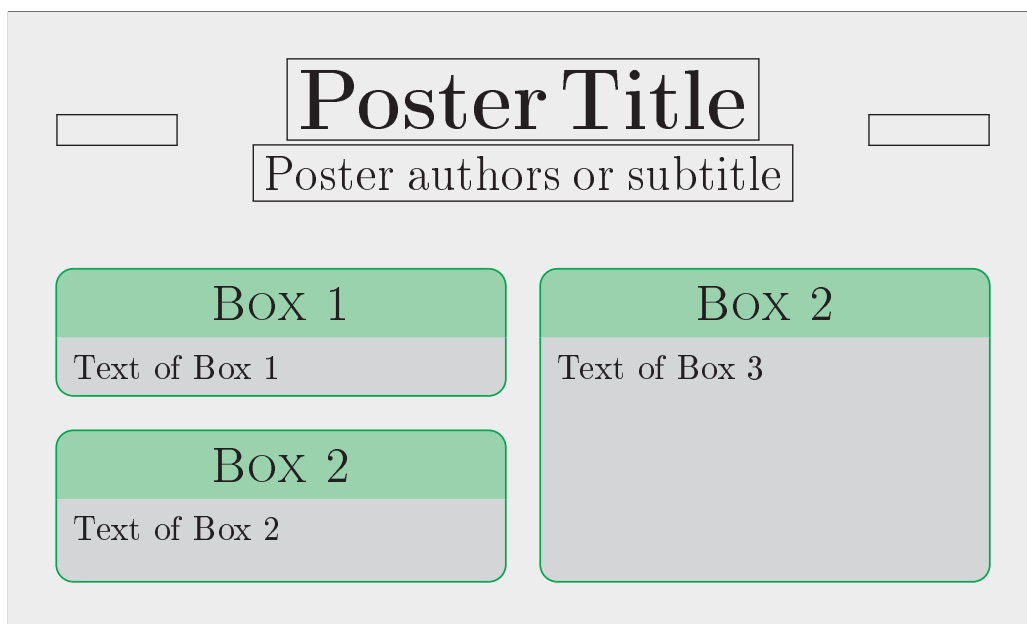 Poster Title
Poster authors or subtitle
Box 1
Text of Box 1
Box 2
Text of Box 2
Box 2
Text of Box 3